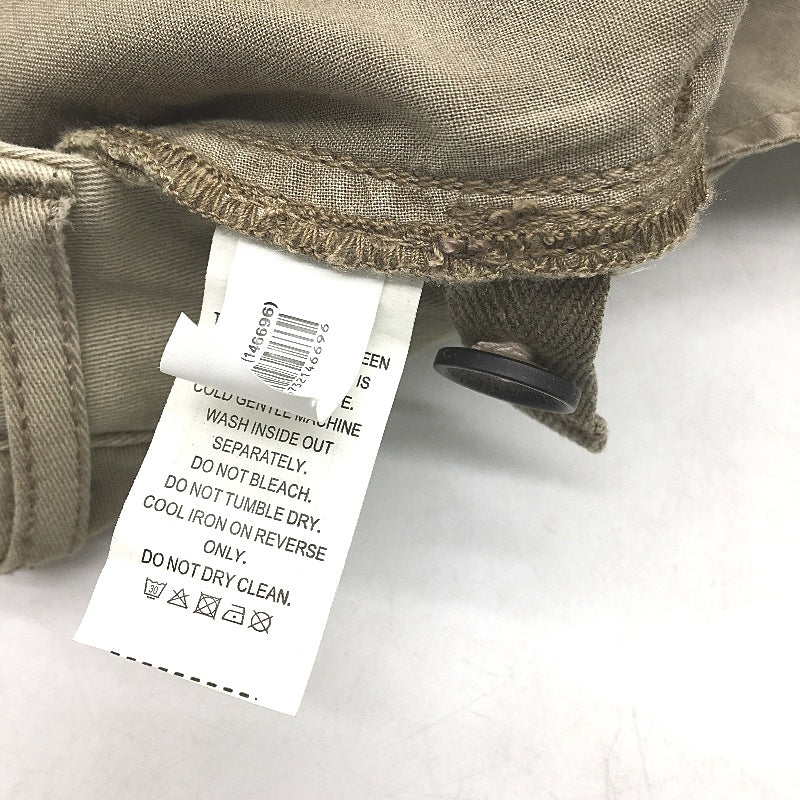 (146696)
732146696
EEN
IS
E.
COLD GENTLE MACHINE
WASH INSIDE OUT
SEPARATELY.
DO NOT BLEACH.
DO NOT TUMBLE DRY.
COOL IRON ON REVERSE
ONLY.
DO NOT DRY CLEAN.
30